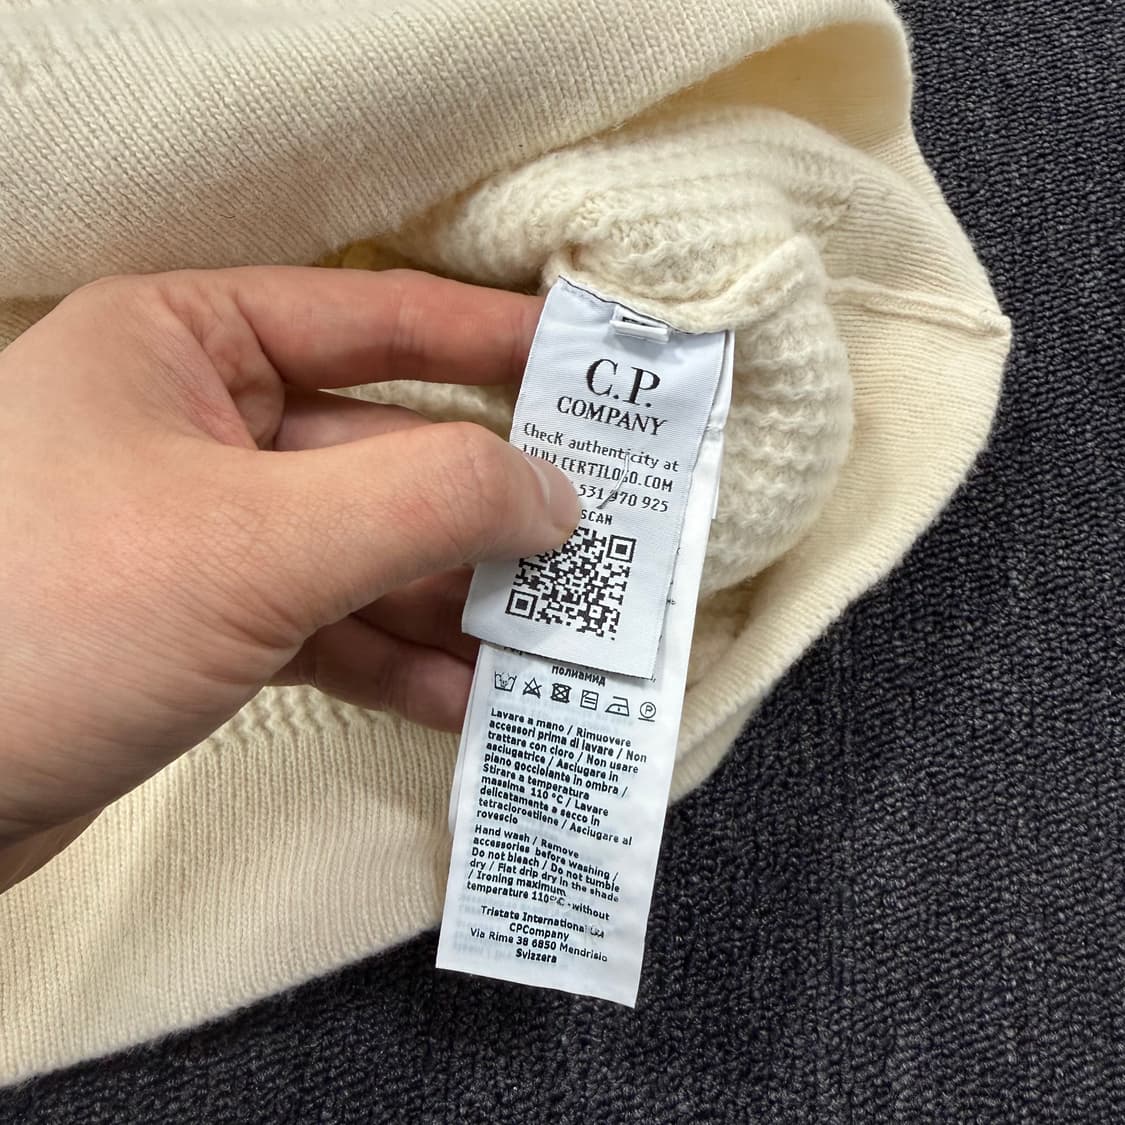 C.P.
COMPANY
Check authenticity at
.CERTILOGO.COM
531 970 925
SCAN
полиамид
Lavare a mano / Rimuovere
accessori prima di lavare / Non
trattare con cloro / Non usare
asciugatrice / Asciugare in
piano gocciolante in ombra /
Stirare a temperatura
massima 110 °C / Lavare
delicatamente a secco in
tetracloroetilene / Asciugare al
rovescio
Hand wash / Remove
accessories before washing /
Do not bleach / Do not tumble
dry / Flat drip dry in the shade
/ Ironing maximum
temperature 110°C - without
Tristate International
CPCompany
Via Rime 38 6850 Mendrisio
Svizzera